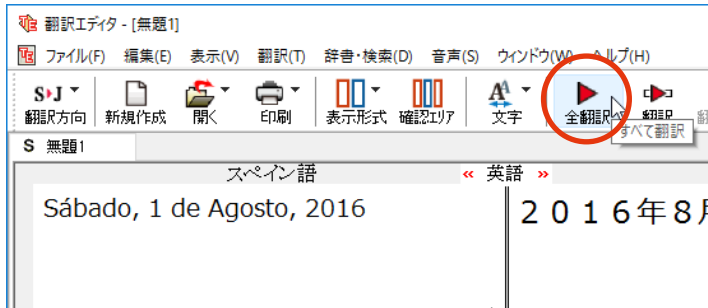 翻訳エディタ - [無題1]
ファイル(F) 編集(E) 表示(V) 翻訳(T) 辞書・検索(D) 音声(S) ウィンドウ(W) ヘルプ(H)
S▸J
翻訳方向 新規作成 開く 印刷 表示形式 確認エリア 文字 全翻訳 翻訳
すべて翻訳
S 無題1
スペイン語 « 英語 »
Sábado, 1 de Agosto, 2016
2016年8月